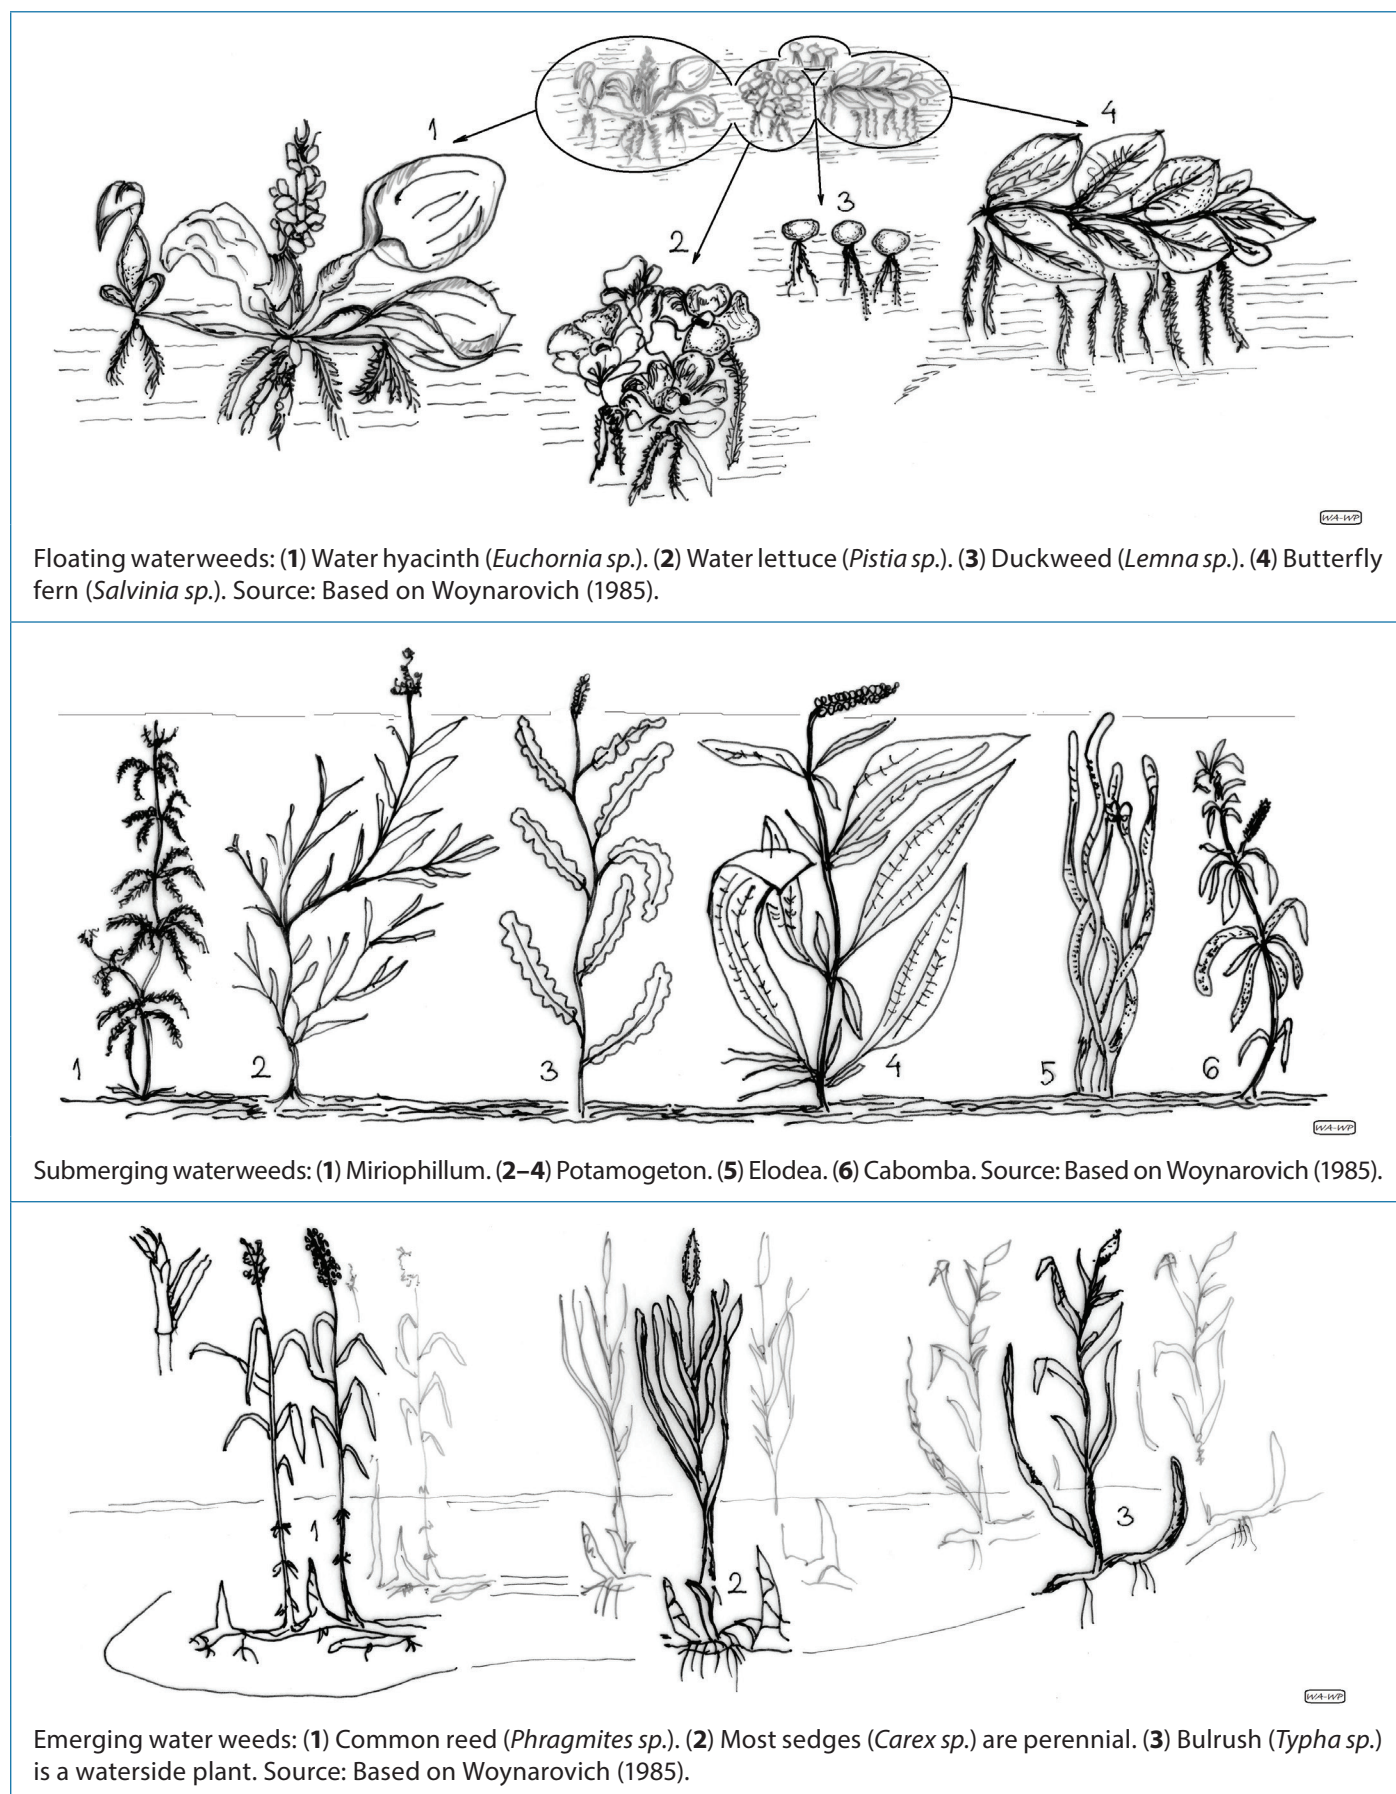 1
4
3
2
WA-WP
Floating waterweeds: (1) Water hyacinth (Euchornia sp.). (2) Water lettuce (Pistia sp.). (3) Duckweed (Lemna sp.). (4) Butterfly
fern (Salvinia sp.). Source: Based on Woynarovich (1985).
1
2
3
4
5
6
WA-WP
Submerging waterweeds: (1) Miriophillum. (2–4) Potamogeton. (5) Elodea. (6) Cabomba. Source: Based on Woynarovich (1985).
1
2
3
WA-WP
Emerging water weeds: (1) Common reed (Phragmites sp.). (2) Most sedges (Carex sp.) are perennial. (3) Bulrush (Typha sp.)
is a waterside plant. Source: Based on Woynarovich (1985).